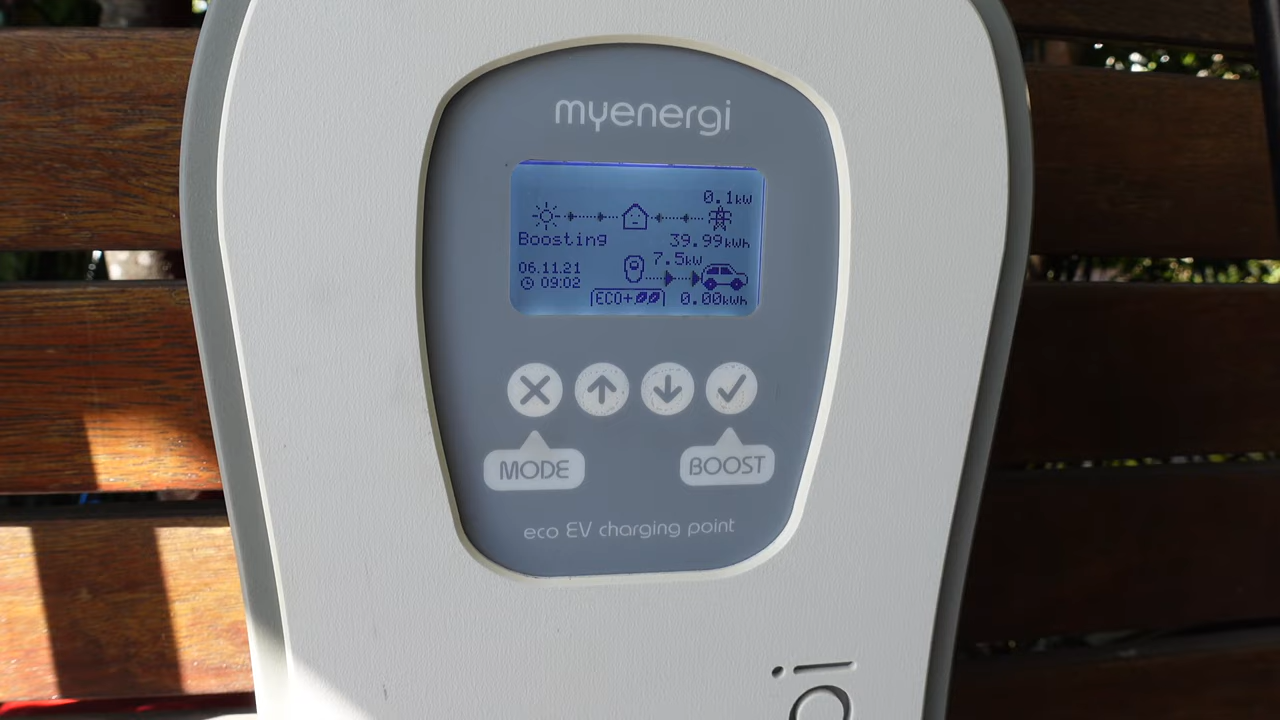 myenergi
0.1kW
Boosting 39.99kWh
7.5kW
06.11.21
09:02
ECO+ 0.00kWh
MODE BOOST
eco EV charging point